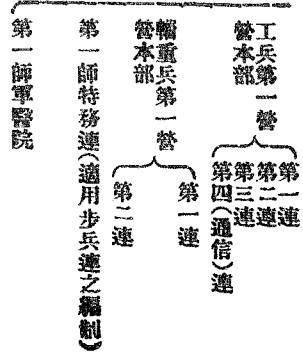 工兵第一營
營本部
第一連
第二連
第三連
第四（通信）連
輜重兵第一營
營本部
第一連
第二連
第一師特務連（適用步兵連之編制）
第一師軍醫院